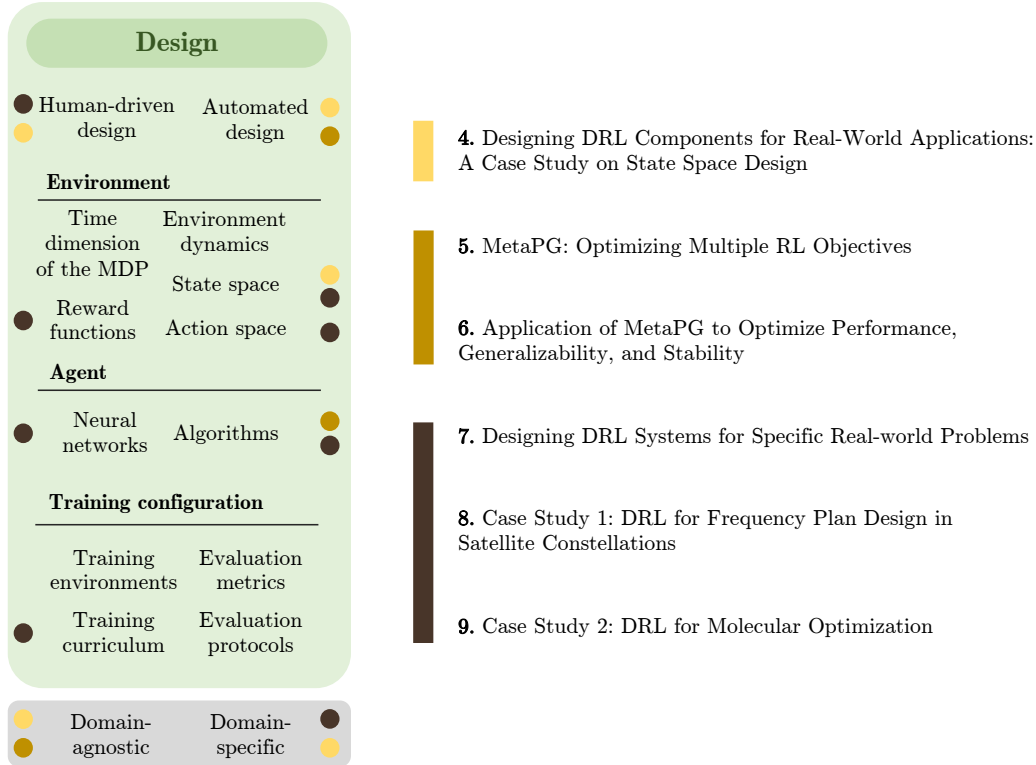 Design
Human-driven
design
Automated
design
Environment
Time
dimension
of the MDP
Environment
dynamics
State space
Reward
functions
Action space
Agent
Neural
networks
Algorithms
Training configuration
Training
environments
Evaluation
metrics
Training
curriculum
Evaluation
protocols
Domain-
agnostic
Domain-
specific
4. Designing DRL Components for Real-World Applications:
A Case Study on State Space Design
5. MetaPG: Optimizing Multiple RL Objectives
6. Application of MetaPG to Optimize Performance,
Generalizability, and Stability
7. Designing DRL Systems for Specific Real-world Problems
8. Case Study 1: DRL for Frequency Plan Design in
Satellite Constellations
9. Case Study 2: DRL for Molecular Optimization